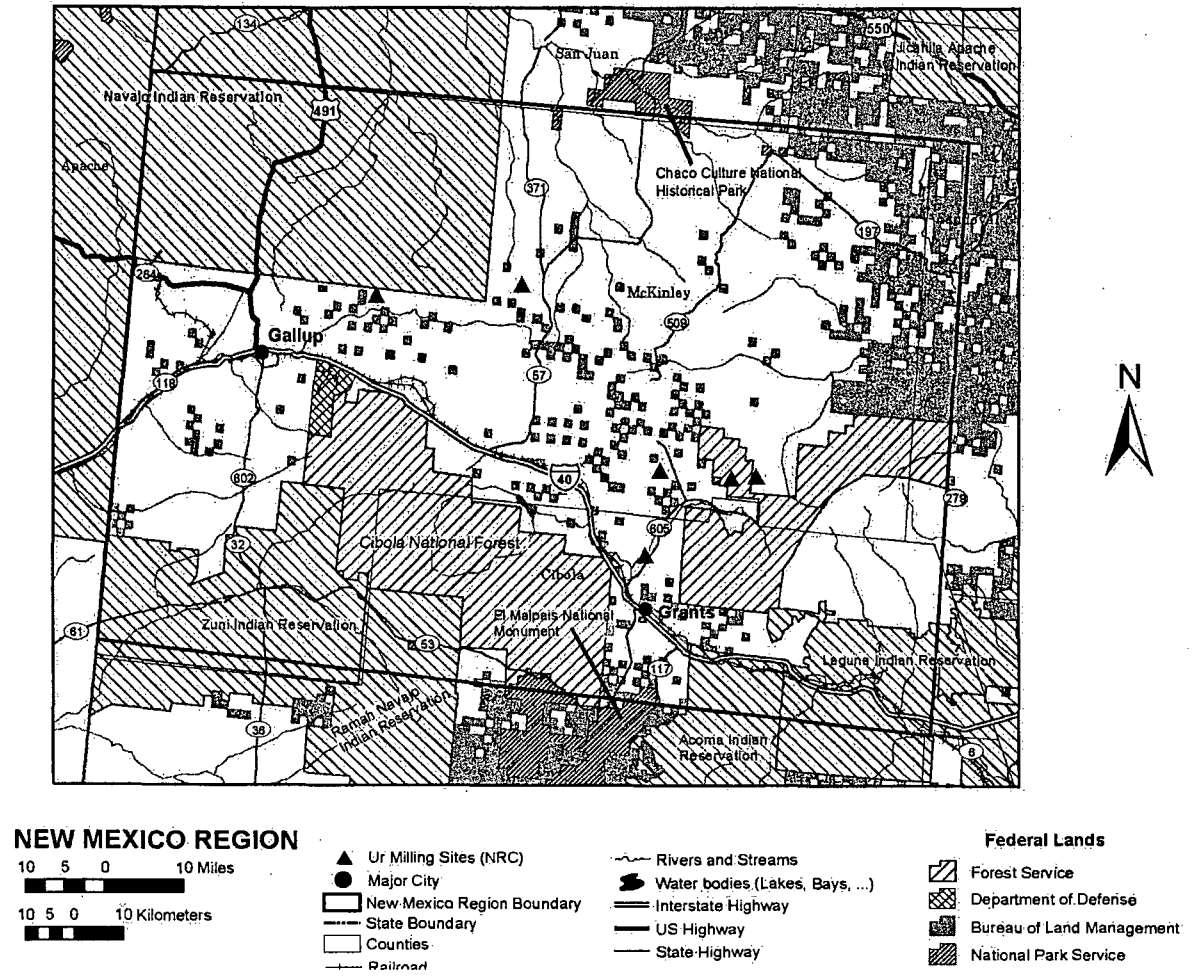 134
550
San Juan
Jicarilla Apache
Indian Reservation
Navajo Indian Reservation
491
Apache
Chaco Culture National
Historical Park
371
197
264
McKinley
509
Gallup
118
57
N
40
602
279
605
32
Cibola National Forest
Cibola
Grants
El Malpais National
Monument
Zuni Indian Reservation
61
53
117
Laguna Indian Reservation
Ramah Navajo
Indian Reservation
36
Acoma Indian
Reservation
6
NEW MEXICO REGION
10 5 0 10 Miles
10 5 0 10 Kilometers
Ur Milling Sites (NRC)
Major City
New Mexico Region Boundary
State Boundary
Counties
Railroad
Rivers and Streams
Water bodies (Lakes, Bays, ...)
Interstate Highway
US Highway
State Highway
Federal Lands
Forest Service
Department of Defense
Bureau of Land Management
National Park Service